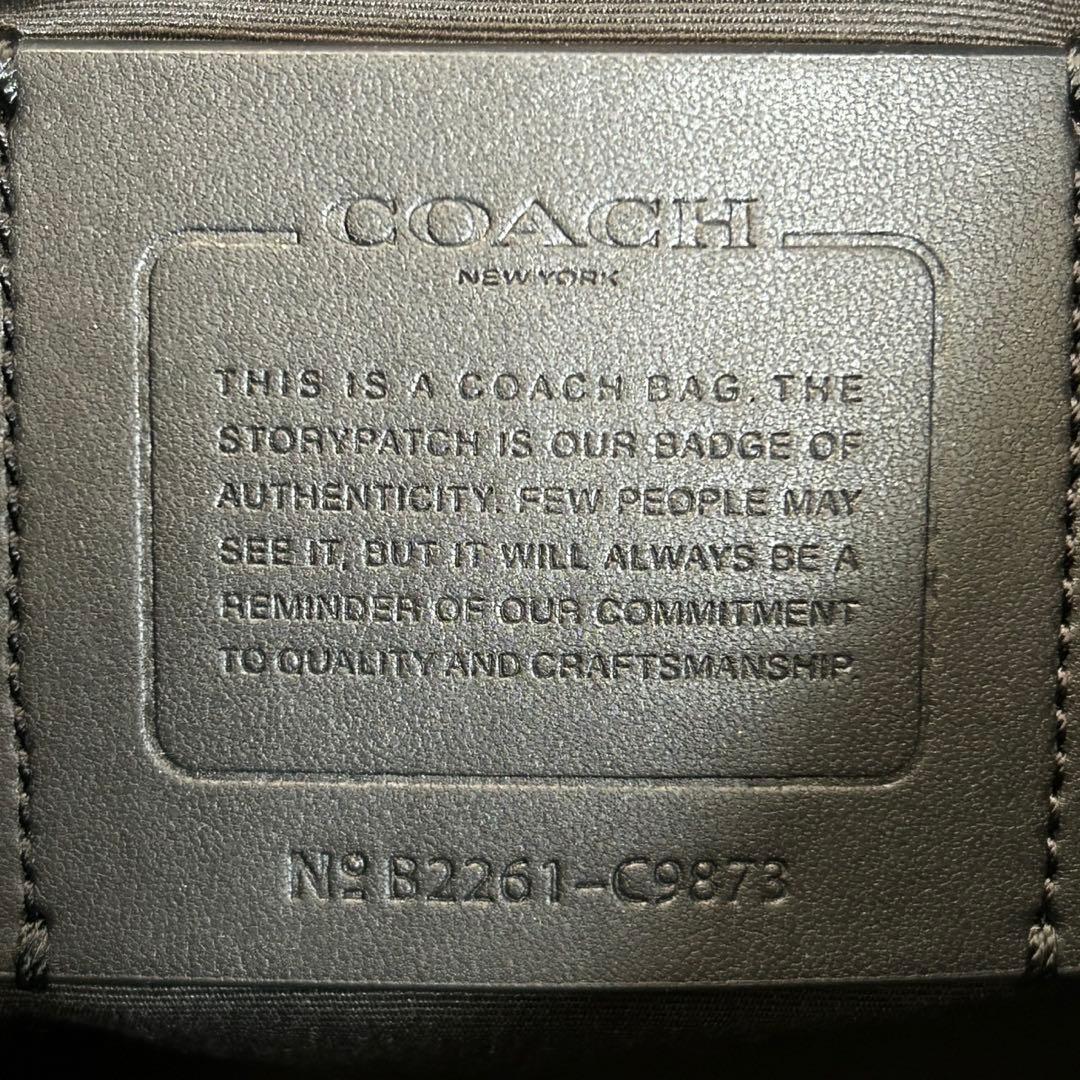 COACH
NEW YORK
THIS IS A COACH BAG. THE
STORYPATCH IS OUR BADGE OF
AUTHENTICITY. FEW PEOPLE MAY
SEE IT, BUT IT WILL ALWAYS BE A
REMINDER OF OUR COMMITMENT
TO QUALITY AND CRAFTSMANSHIP.
Nº B2261-C9873